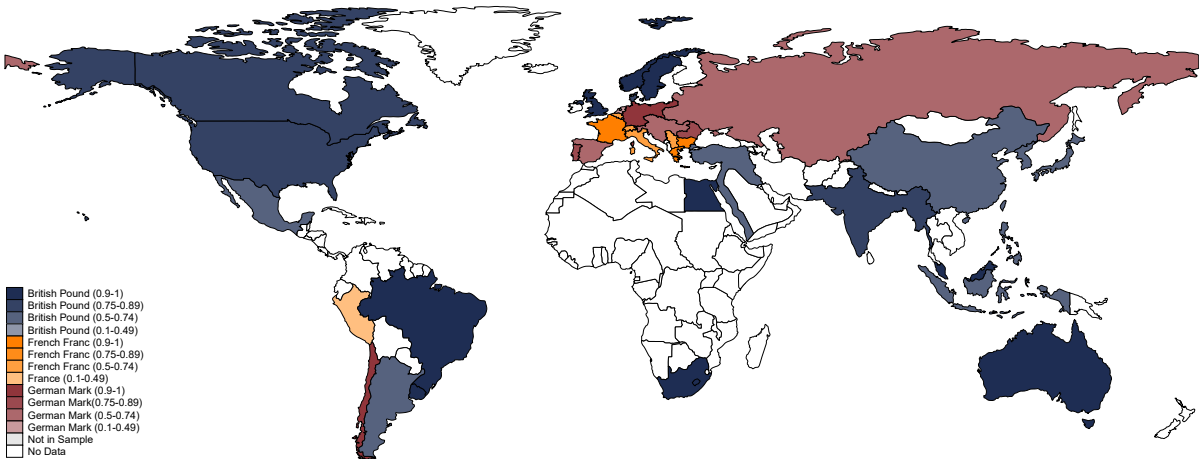 British Pound (0.9-1)
British Pound (0.75-0.89)
British Pound (0.5-0.74)
British Pound (0.1-0.49)
French Franc (0.9-1)
French Franc (0.75-0.89)
French Franc (0.5-0.74)
France (0.1-0.49)
German Mark (0.9-1)
German Mark(0.75-0.89)
German Mark (0.5-0.74)
German Mark (0.1-0.49)
Not in Sample
No Data